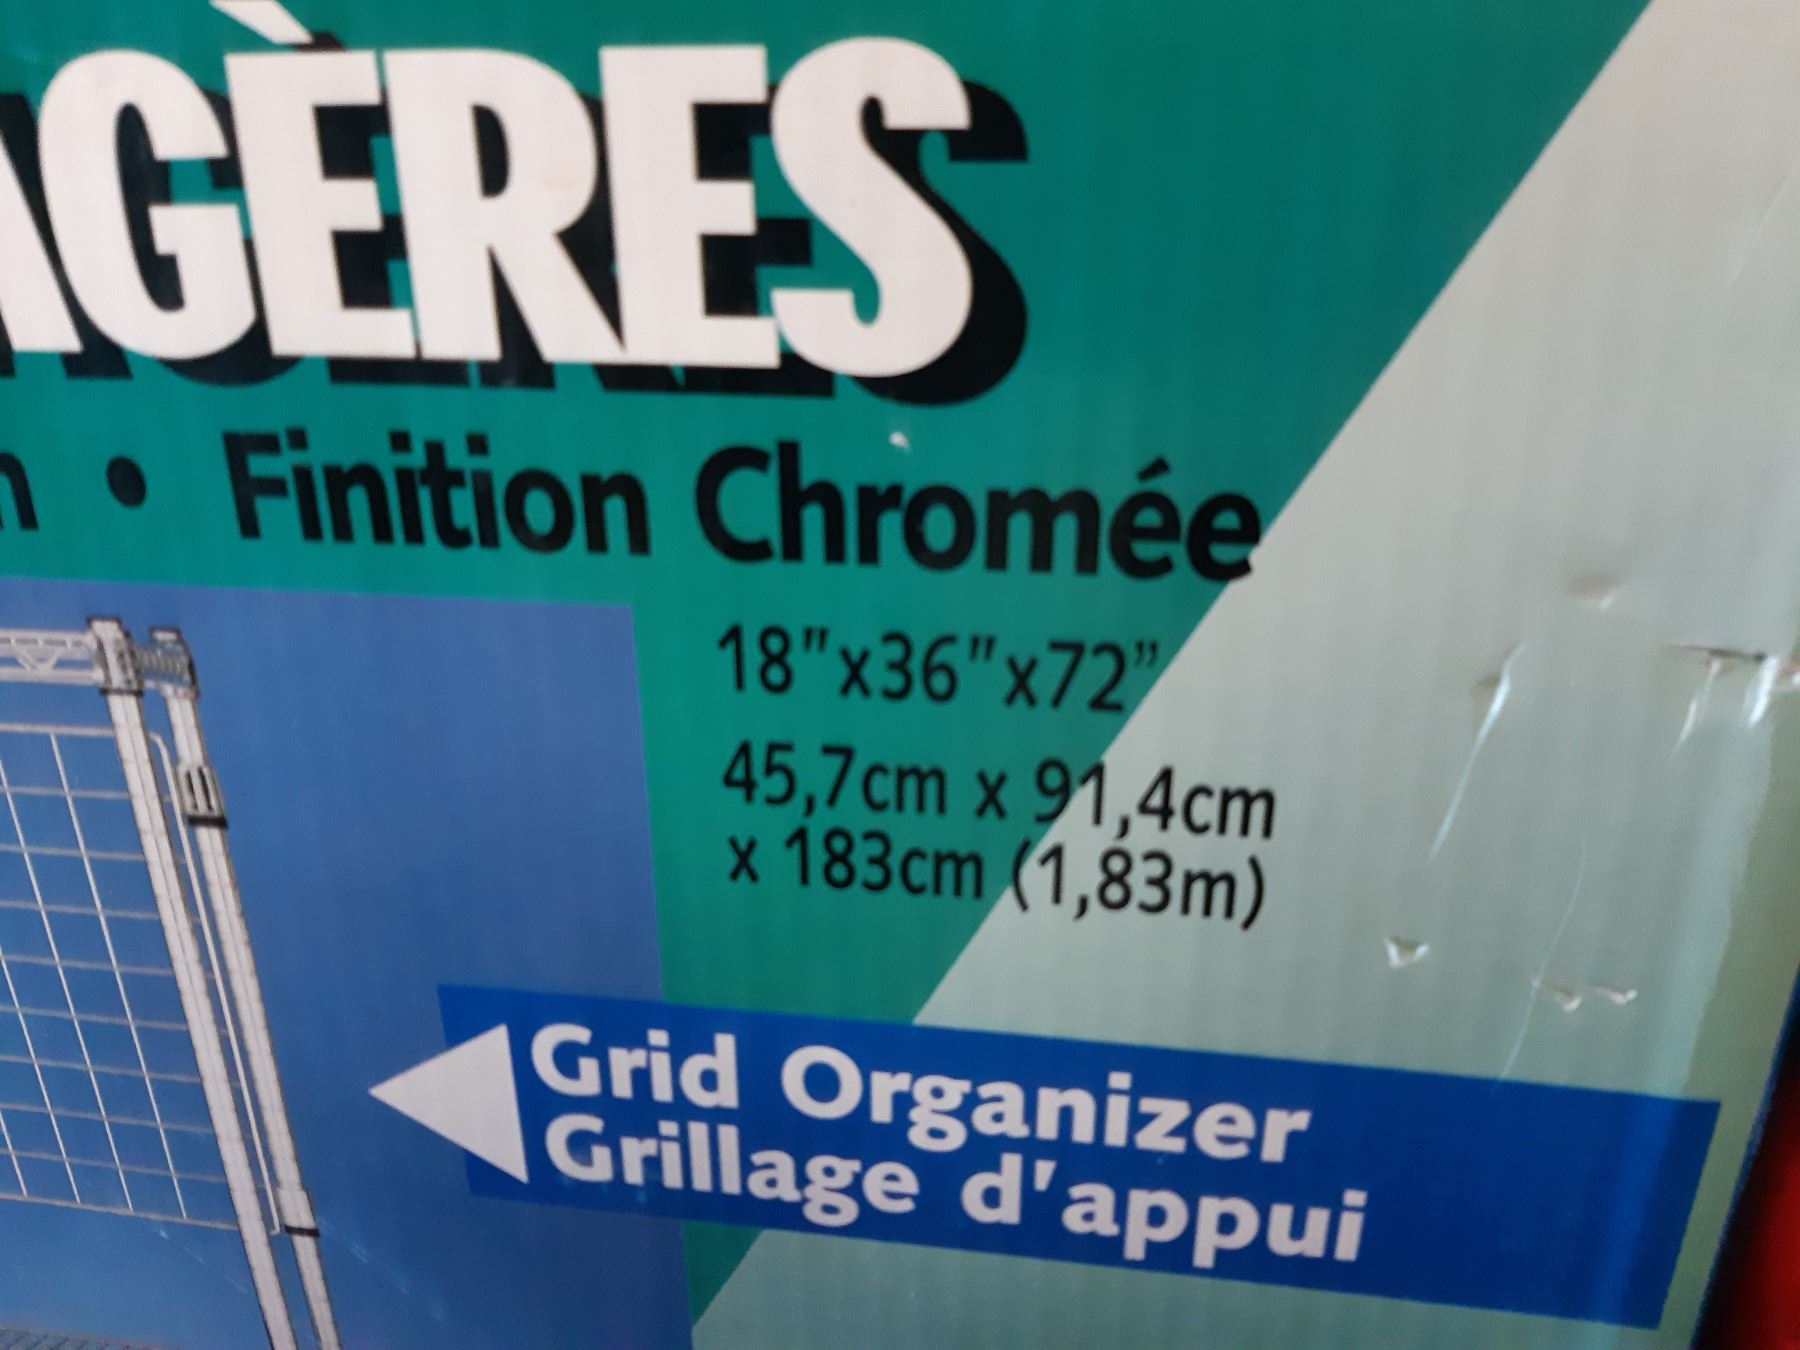 AGÈRES
n • Finition Chromée
18"x36"x72"
45,7cm x 91,4cm
x 183cm (1,83m)
Grid Organizer
Grillage d'appui